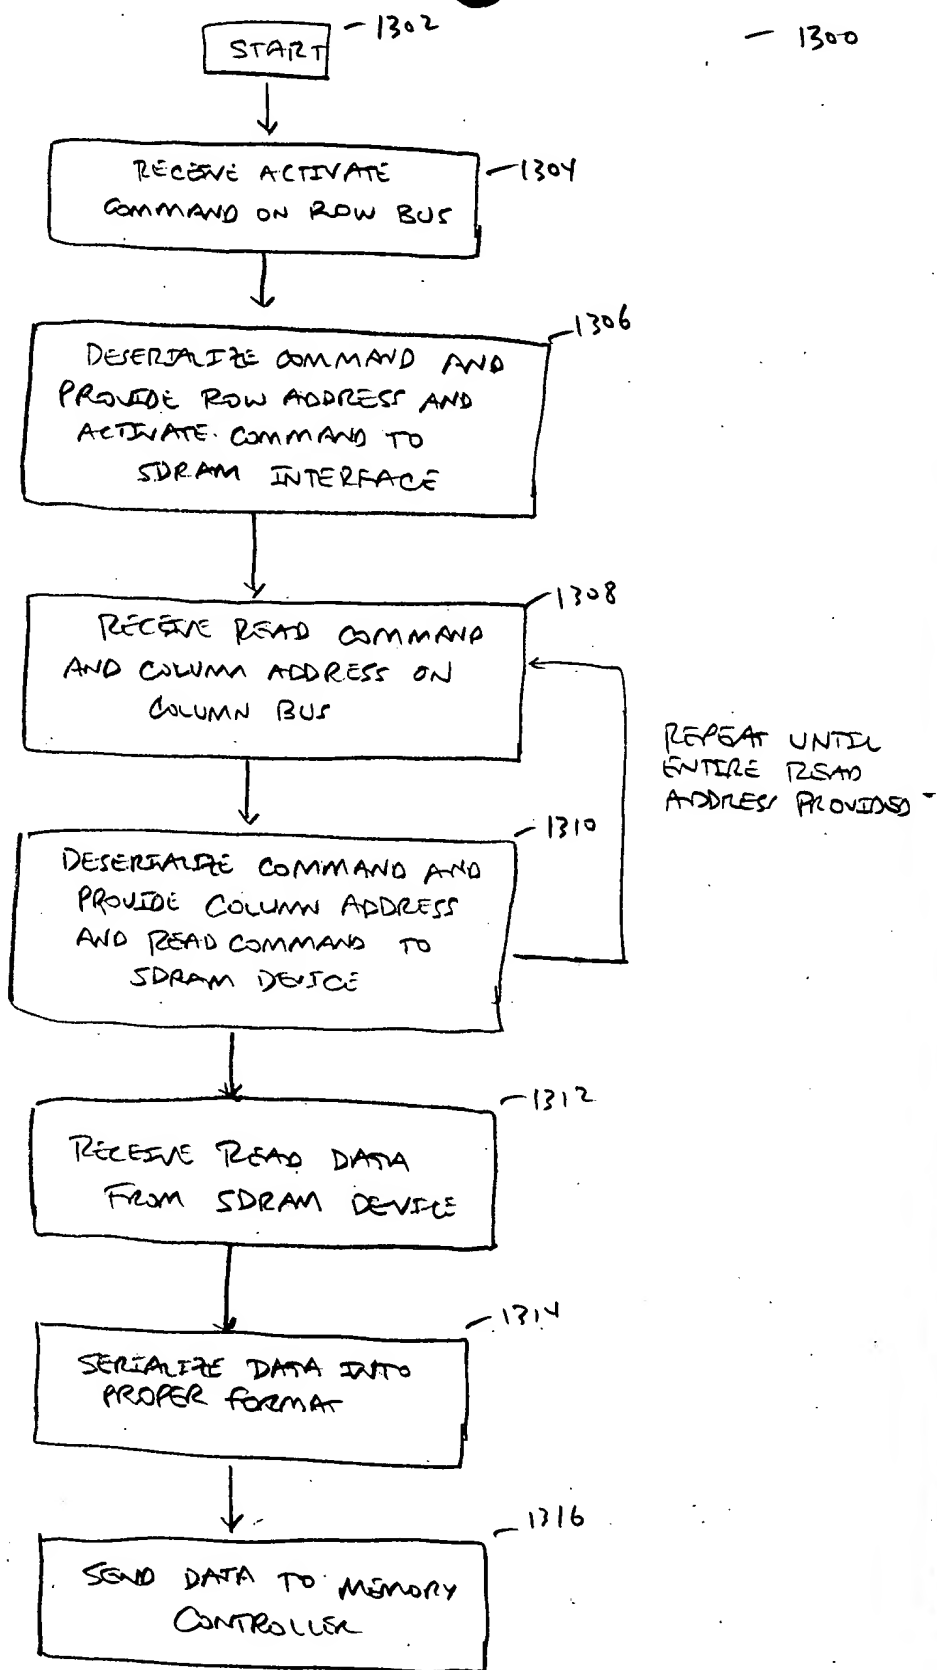 1302
1300
START
1304
RECEIVE ACTIVATE
COMMAND ON ROW BUS
1306
DESERIALIZE COMMAND AND
PROVIDE ROW ADDRESS AND
ACTIVATE COMMAND TO
SDRAM INTERFACE
1308
RECEIVE READ COMMAND
AND COLUMN ADDRESS ON
COLUMN BUS
REPEAT UNTIL
ENTIRE READ
ADDRESS PROVIDED
1310
DESERIALIZE COMMAND AND
PROVIDE COLUMN ADDRESS
AND READ COMMAND TO
SDRAM DEVICE
1312
RECEIVE READ DATA
FROM SDRAM DEVICE
1314
SERIALIZE DATA INTO
PROPER FORMAT
1316
SEND DATA TO MEMORY
CONTROLLER